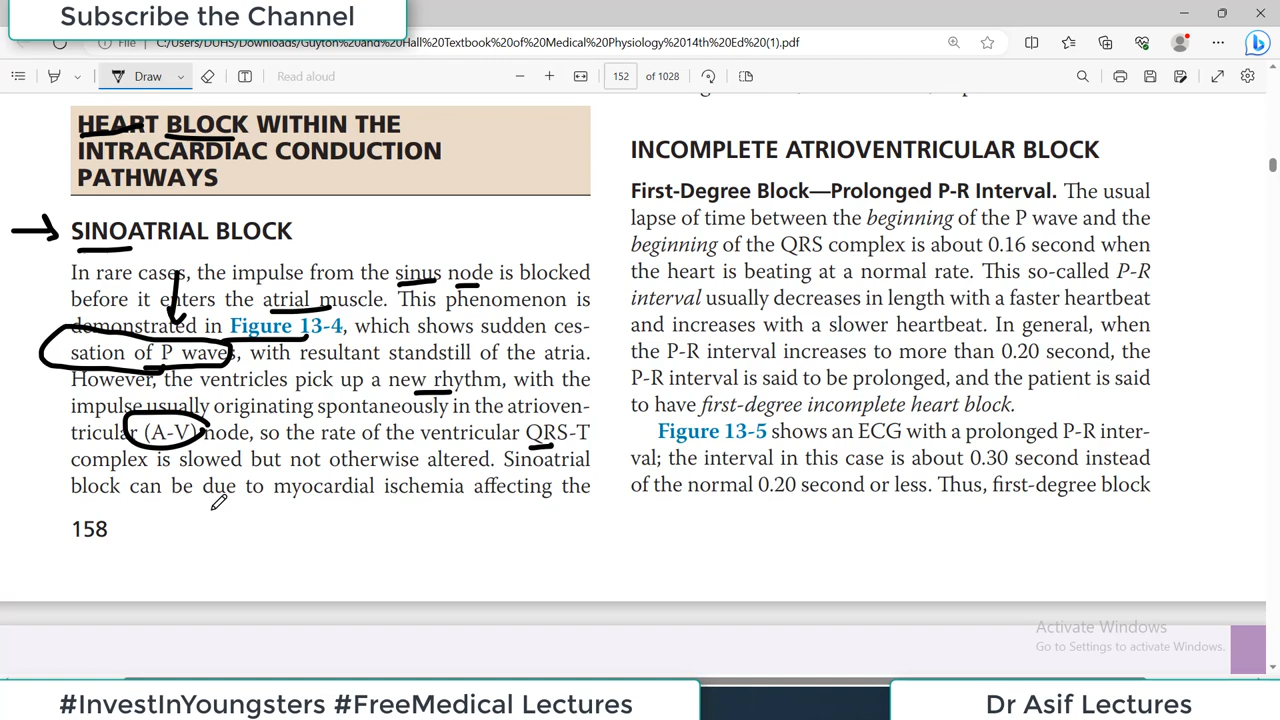 Subscribe the Channel
File
C:/Users/DUHS/Downloads/Guyton%20and%20Hall%20Textbook%20of%20Medical%20Physiology%2014th%20Ed%20(1).pdf
Draw
Read aloud
152 of 1028
HEART BLOCK WITHIN THE
INTRACARDIAC CONDUCTION
PATHWAYS
SINOATRIAL BLOCK
In rare cases, the impulse from the sinus node is blocked
before it enters the atrial muscle. This phenomenon is
demonstrated in Figure 13-4, which shows sudden ces-
sation of P waves, with resultant standstill of the atria.
However, the ventricles pick up a new rhythm, with the
impulse usually originating spontaneously in the atrioven-
tricular (A-V) node, so the rate of the ventricular QRS-T
complex is slowed but not otherwise altered. Sinoatrial
block can be due to myocardial ischemia affecting the
158
INCOMPLETE ATRIOVENTRICULAR BLOCK
First-Degree Block—Prolonged P-R Interval. The usual
lapse of time between the beginning of the P wave and the
beginning of the QRS complex is about 0.16 second when
the heart is beating at a normal rate. This so-called P-R
interval usually decreases in length with a faster heartbeat
and increases with a slower heartbeat. In general, when
the P-R interval increases to more than 0.20 second, the
P-R interval is said to be prolonged, and the patient is said
to have first-degree incomplete heart block.
Figure 13-5 shows an ECG with a prolonged P-R inter-
val; the interval in this case is about 0.30 second instead
of the normal 0.20 second or less. Thus, first-degree block
Activate Windows
Go to Settings to activate Windows.
#InvestInYoungsters #FreeMedical Lectures
Dr Asif Lectures